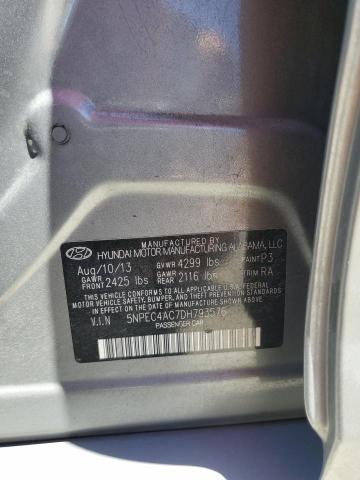 MANUFACTURED BY
HYUNDAI MOTOR MANUFACTURING ALABAMA, LLC
Aug/10/13 GVWR 4299 lbs PAINT P3
GAWR FRONT 2425 lbs GAWR REAR 2116 lbs TRIM RA
THIS VEHICLE CONFORMS TO ALL APPLICABLE U.S. FEDERAL
MOTOR VEHICLE SAFETY, BUMPER, AND THEFT PREVENTION
STANDARDS IN EFFECT ON THE DATE OF MANUFACTURE SHOWN ABOVE.
V.I.N 5NPEC4AC7DH793576
PASSENGER CAR